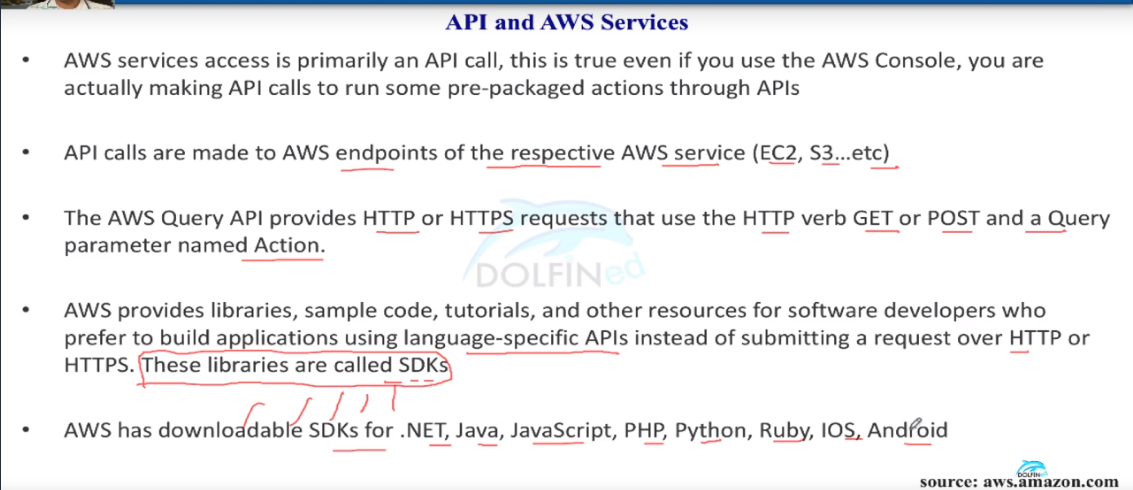 API and AWS Services
• AWS services access is primarily an API call, this is true even if you use the AWS Console, you are
actually making API calls to run some pre-packaged actions through APIs
• API calls are made to AWS endpoints of the respective AWS service (EC2, S3...etc)
• The AWS Query API provides HTTP or HTTPS requests that use the HTTP verb GET or POST and a Query
parameter named Action.
DOLFINed
• AWS provides libraries, sample code, tutorials, and other resources for software developers who
prefer to build applications using language-specific APIs instead of submitting a request over HTTP or
HTTPS. These libraries are called SDKs
• AWS has downloadable SDKs for .NET, Java, JavaScript, PHP, Python, Ruby, IOS, Android
DOLFIN
source: aws.amazon.com